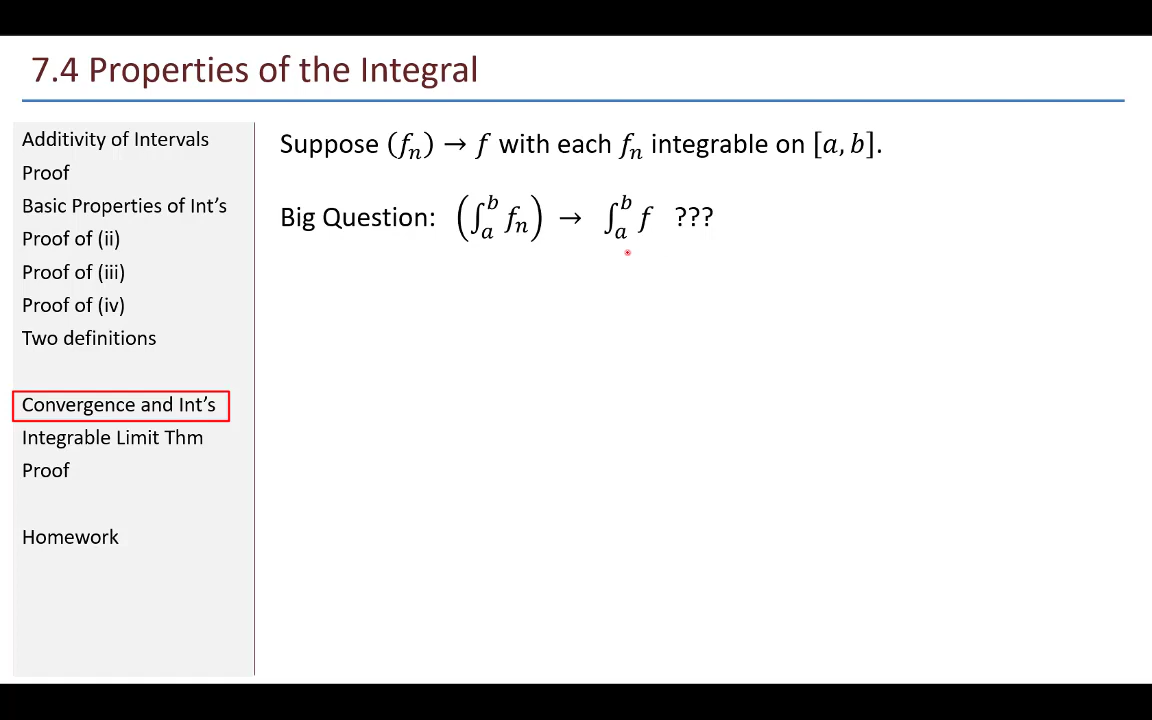 7.4 Properties of the Integral
Additivity of Intervals
Proof
Basic Properties of Int's
Proof of (ii)
Proof of (iii)
Proof of (iv)
Two definitions
Convergence and Int's
Integrable Limit Thm
Proof
Homework
Suppose (fₙ) → f with each fₙ integrable on [a, b].
Big Question: (∫ₐᵇ fₙ) → ∫ₐᵇ f ???